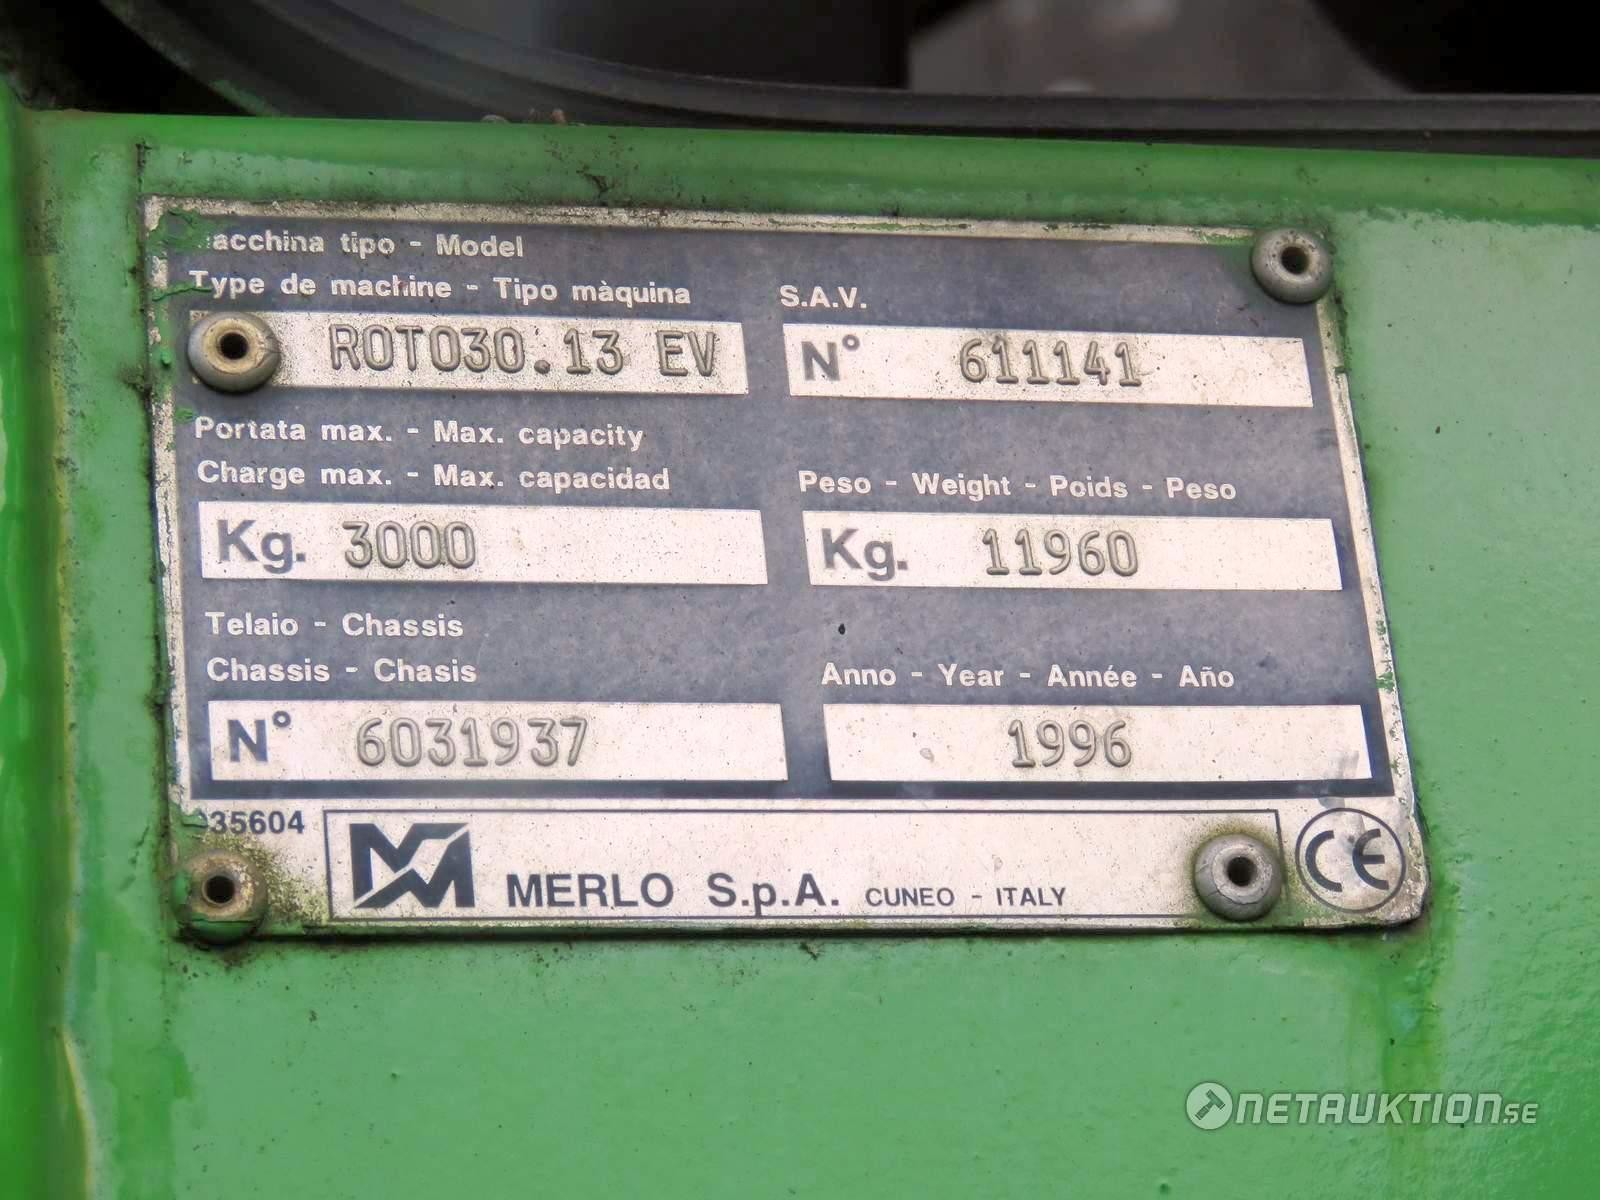 acchina tipo - Model
Type de machine - Tipo màquina
S.A.V.
ROTO30.13 EV
N° 611141
Portata max. - Max. capacity
Charge max. - Max. capacidad
Peso - Weight - Poids - Peso
Kg. 3000
Kg. 11960
Telaio - Chassis
Chassis - Chasis
Anno - Year - Année - Año
N° 6031937
1996
35604
MERLO S.p.A. CUNEO - ITALY
CE
NETAUKTION.SE